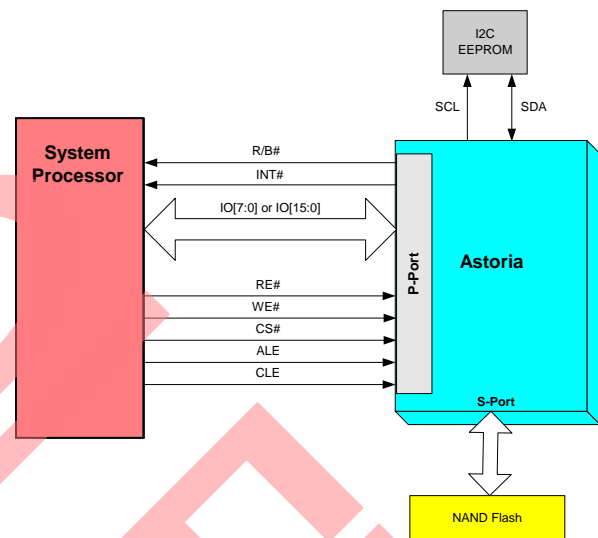 I2C
EEPROM
SCL
SDA
System
Processor
R/B#
INT#
IO[7:0] or IO[15:0]
RE#
WE#
CS#
ALE
CLE
P-Port
Astoria
S-Port
NAND Flash